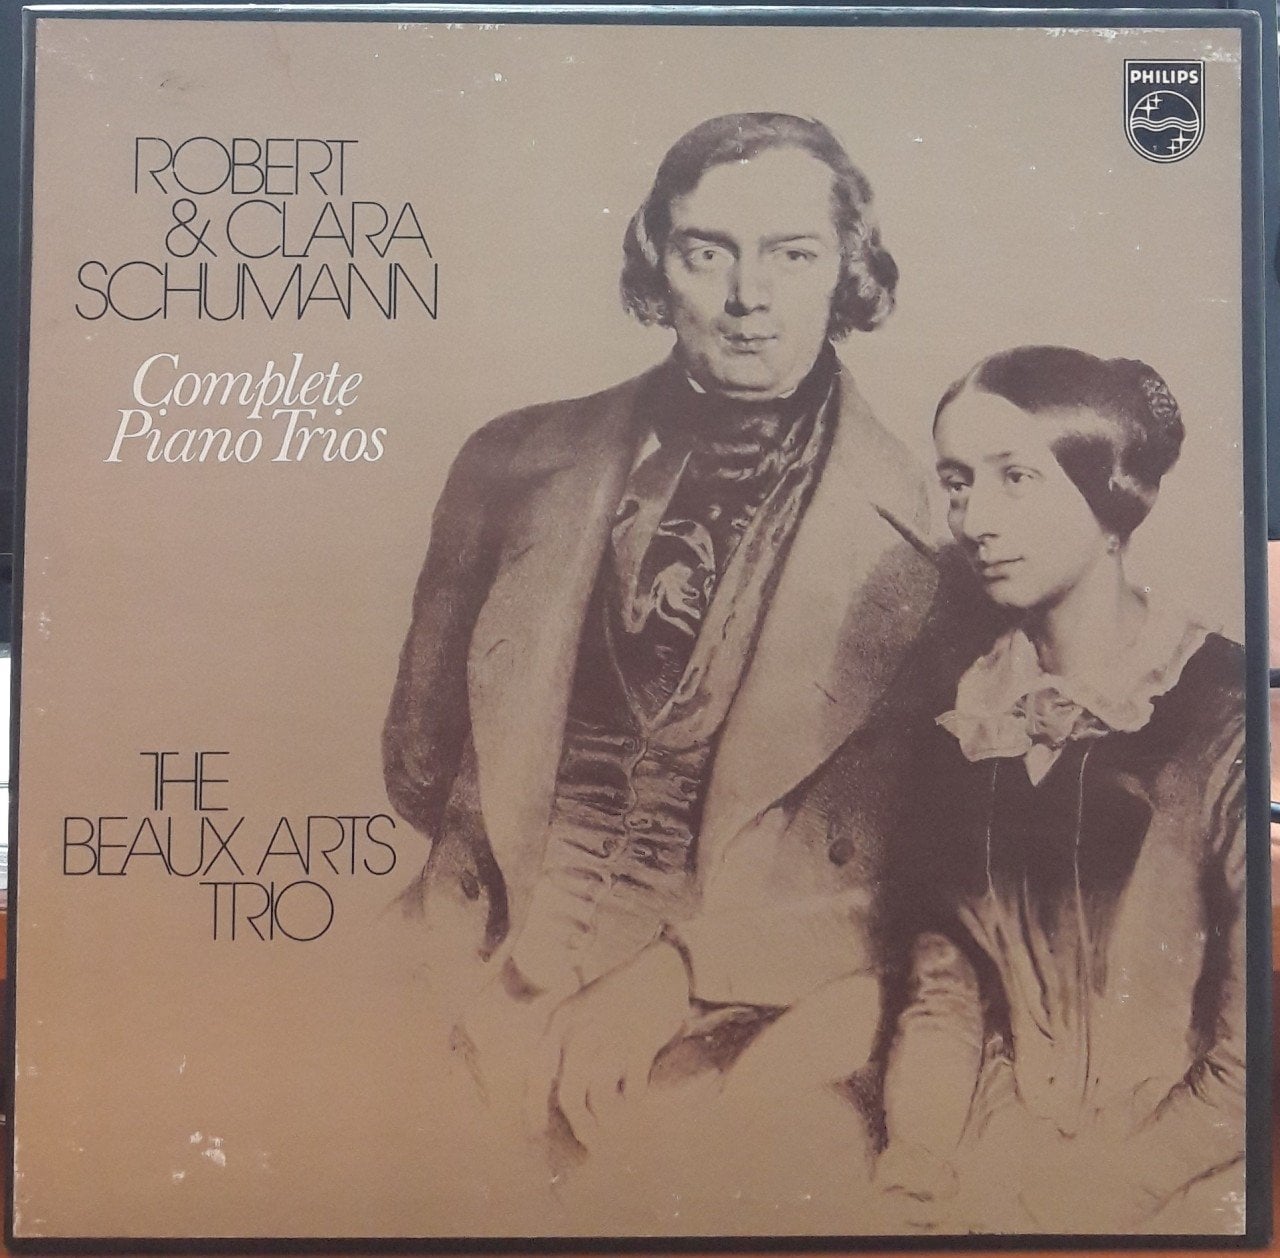 PHILIPS
ROBERT
& CLARA
SCHUMANN
Complete
Piano Trios
THE
BEAUX ARTS
TRIO